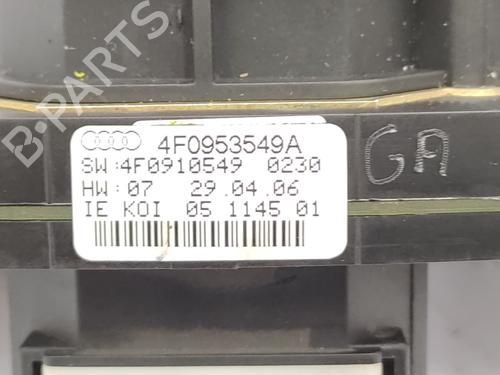 B-PARTS
4F0953549A
SW:4F0910549 0230
HW:07 29.04.06
IE KOI 05 1145 01
GA